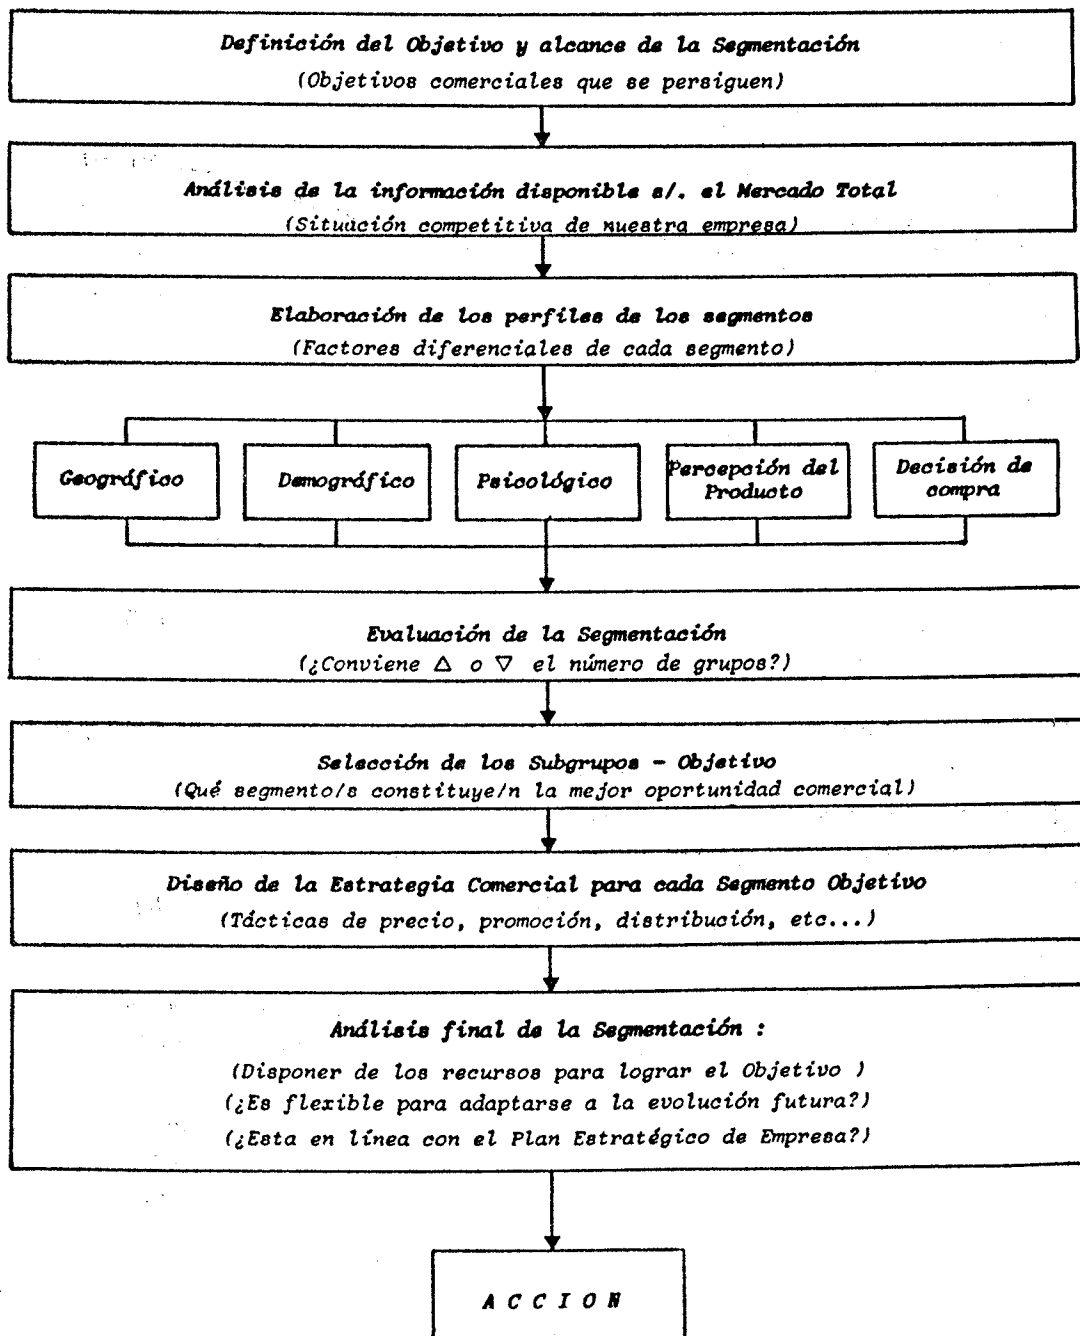 Definición del Objetivo y alcance de la Segmentación
(Objetivos comerciales que se persiguen)
Análisis de la información disponible s/. el Mercado Total
(Situación competitiva de nuestra empresa)
Elaboración de los perfiles de los segmentos
(Factores diferenciales de cada segmento)
Geográfico
Demográfico
Psicológico
Percepción del
Producto
Decisión de
compra
Evaluación de la Segmentación
(¿Conviene △ o ▽ el número de grupos?)
Selección de los Subgrupos - Objetivo
(Qué segmento/s constituye/n la mejor oportunidad comercial)
Diseño de la Estrategia Comercial para cada Segmento Objetivo
(Tácticas de precio, promoción, distribución, etc...)
Análisis final de la Segmentación :
(Disponer de los recursos para lograr el Objetivo )
(¿Es flexible para adaptarse a la evolución futura?)
(¿Esta en línea con el Plan Estratégico de Empresa?)
A C C I O N